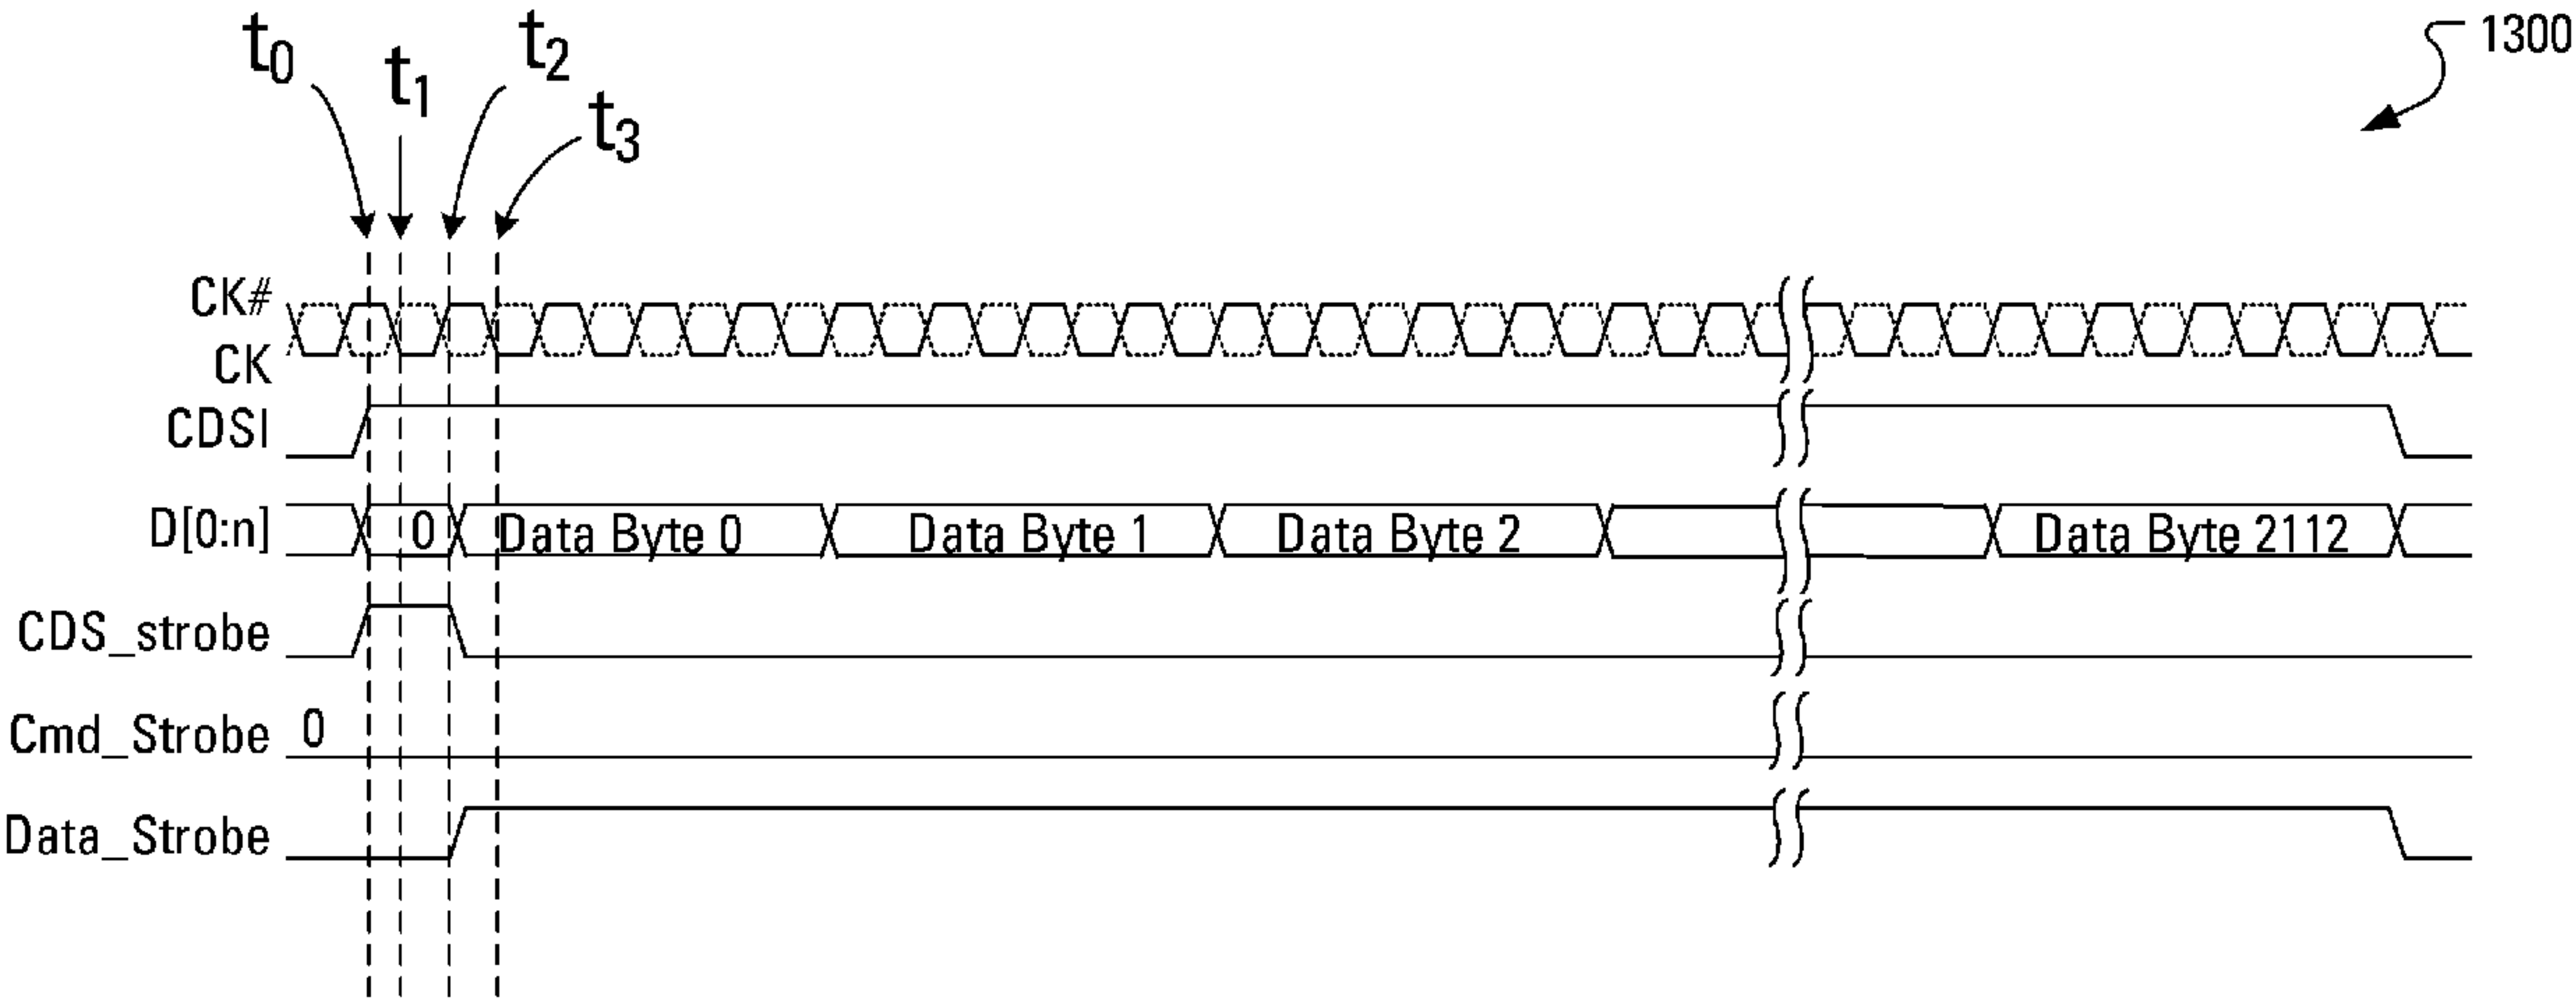 t0 t1 t2 t3
1300
CK#
CK
CDSI
D[0:n] 0 Data Byte 0 Data Byte 1 Data Byte 2 Data Byte 2112
CDS_strobe
Cmd_Strobe 0
Data_Strobe